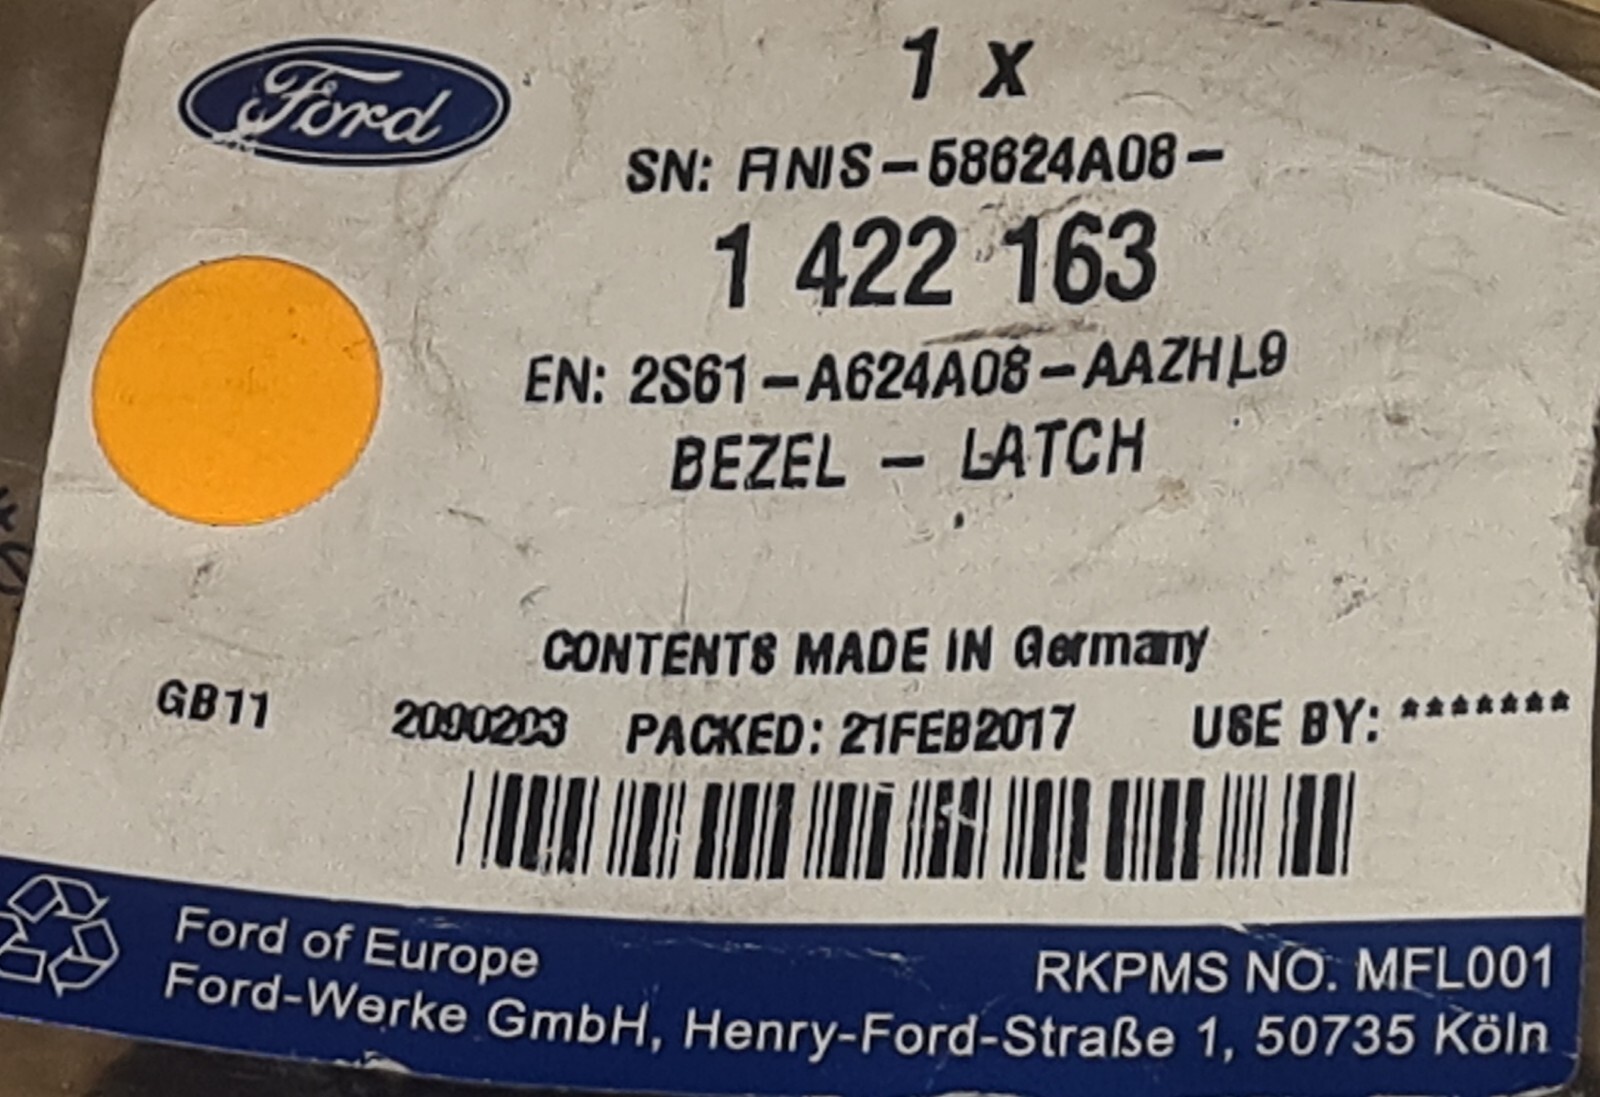 Ford
1 X
SN: FINIS-58624A08-
1 422 163
EN: 2S61-A624A08-AAZHL9
BEZEL - LATCH
CONTENTS MADE IN Germany
GB11 2090203 PACKED: 21FEB2017 USE BY: *******
Ford of Europe
RKPMS NO. MFL001
Ford-Werke GmbH, Henry-Ford-Straße 1, 50735 Köln